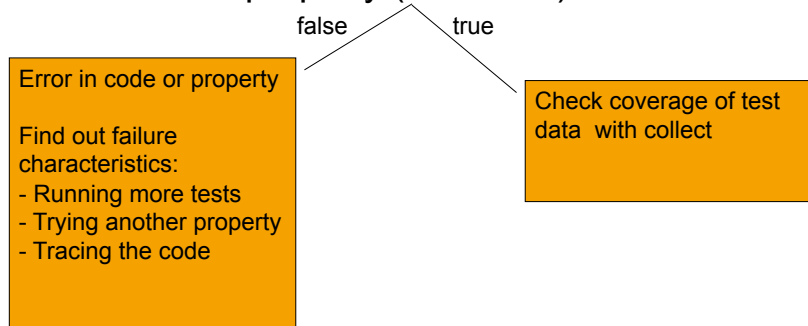 false true
Error in code or property
Find out failure
characteristics:
- Running more tests
- Trying another property
- Tracing the code
Check coverage of test
data with collect